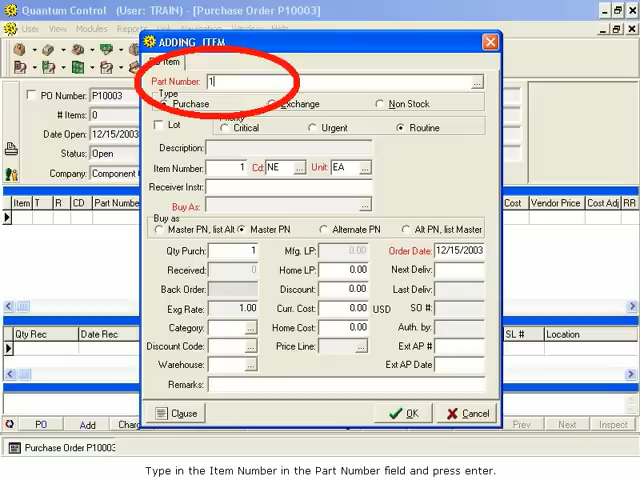 Quantum Control (User: TRAIN) - [Purchase Order P10003]
User View Modules Reports
PO Number: P10003
# Items: 0
Date Open: 12/15/2003
Status: Open
Company: Component
Item T R CD Part Number
Cost Vendor Price Cost Adj RR
Qty Rec Date Rec
SL # Location
PO Add
Prev Next Inspect
Purchase Order P10003
ADDING ITEM
Item
Part Number: 1
Type
Purchase Exchange Non Stock
Lot
Critical Urgent Routine
Description:
Item Number: 1 Cd: NE Unit: EA
Receiver Instr:
Buy As:
Buy as
Master PN, list Alt Master PN Alternate PN Alt PN, list Master
Qty Purch: 1 Mfg. LP: 0.00 Order Date: 12/15/2003
Received: 0 Home LP: 0.00 Next Deliv:
Back Order: Discount: 0.00 Last Deliv:
Exg Rate: 1.00 Curr. Cost: 0.00 USD SO #:
Category: Home Cost: 0.00 Auth. by:
Discount Code: Price Line: Ext AP #
Warehouse: Ext AP Date
Remarks:
Clause OK Cancel
Type in the Item Number in the Part Number field and press enter.